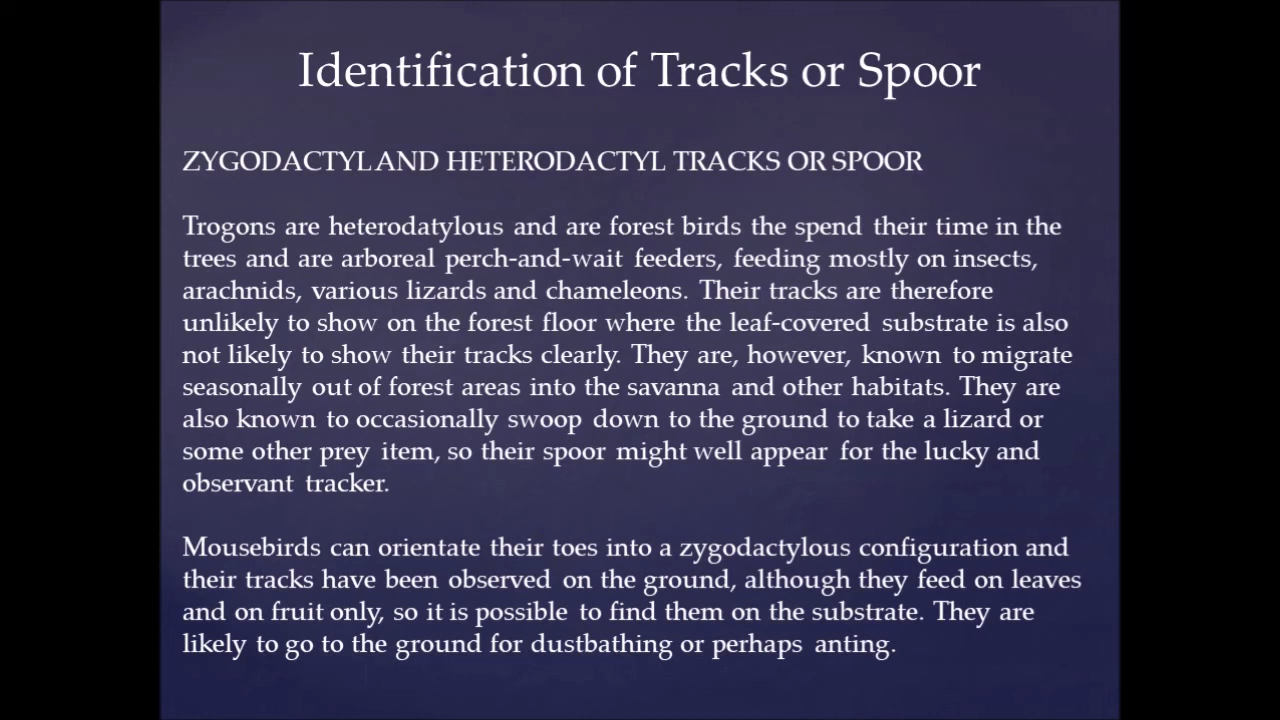 Identification of Tracks or Spoor
ZYGODACTYL AND HETERODACTYL TRACKS OR SPOOR
Trogons are heterodatylous and are forest birds the spend their time in the
trees and are arboreal perch-and-wait feeders, feeding mostly on insects,
arachnids, various lizards and chameleons. Their tracks are therefore
unlikely to show on the forest floor where the leaf-covered substrate is also
not likely to show their tracks clearly. They are, however, known to migrate
seasonally out of forest areas into the savanna and other habitats. They are
also known to occasionally swoop down to the ground to take a lizard or
some other prey item, so their spoor might well appear for the lucky and
observant tracker.
Mousebirds can orientate their toes into a zygodactylous configuration and
their tracks have been observed on the ground, although they feed on leaves
and on fruit only, so it is possible to find them on the substrate. They are
likely to go to the ground for dustbathing or perhaps anting.